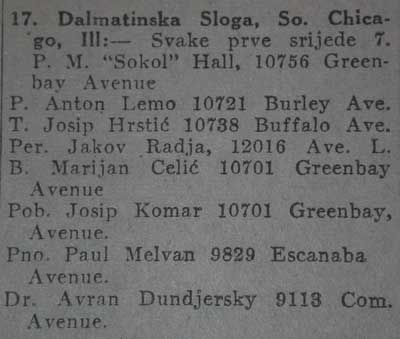 17. Dalmatinska Sloga, So. Chica-
go, Ill:— Svake prve srijede 7.
P. M. “Sokol” Hall, 10756 Green-
bay Avenue
P. Anton Lemo 10721 Burley Ave.
T. Josip Hrstić 10738 Buffalo Ave.
Per. Jakov Radja, 12016 Ave. L.
B. Marijan Celić 10701 Greenbay
Avenue
Pob. Josip Komar 10701 Greenbay,
Avenue.
Pno. Paul Melvan 9829 Escanaba
Avenue.
Dr. Avran Dundjersky 9113 Com.
Avenue.